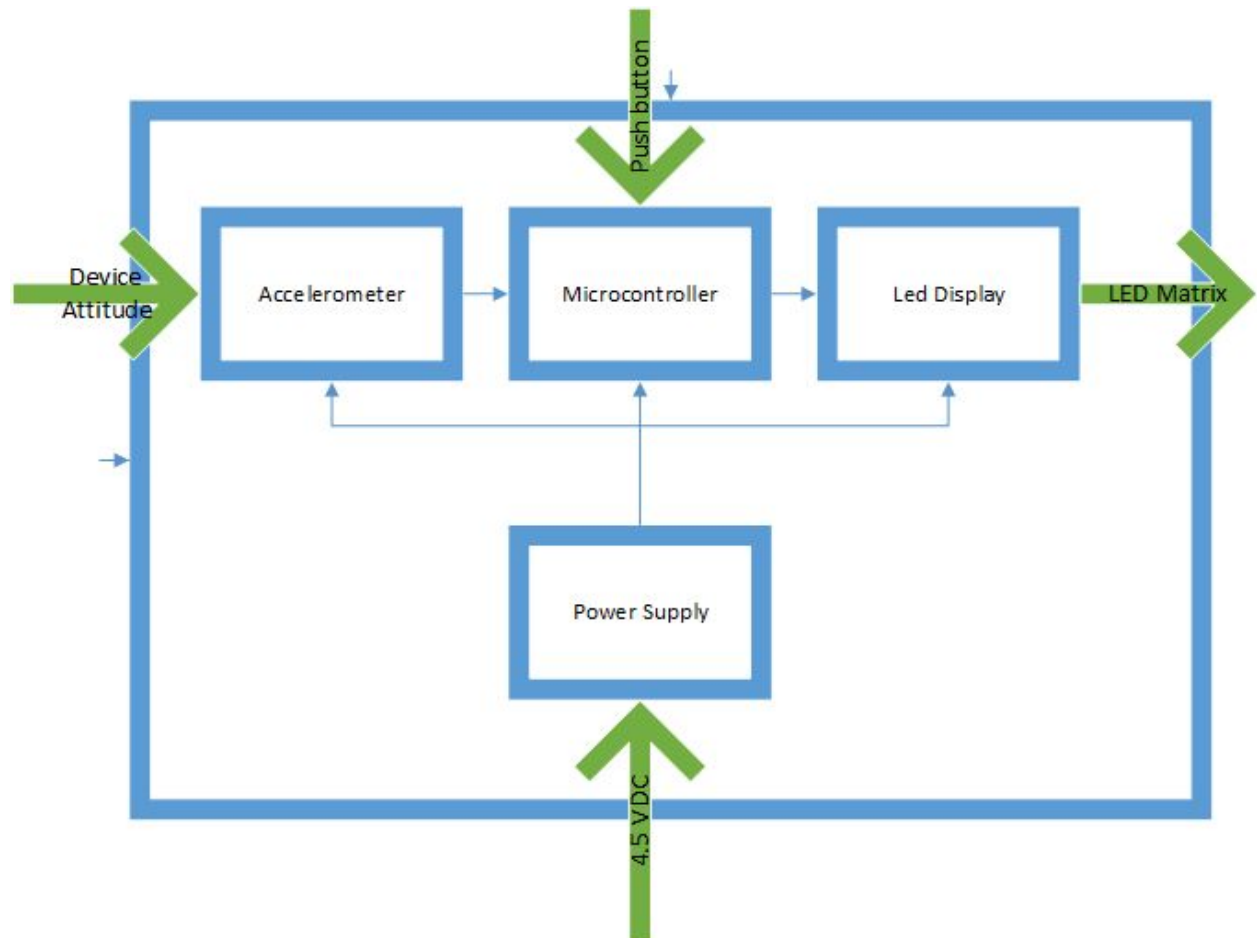 Push button
Device
Attitude
Accelerometer
Microcontroller
Led Display
LED Matrix
Power Supply
4.5 VDC